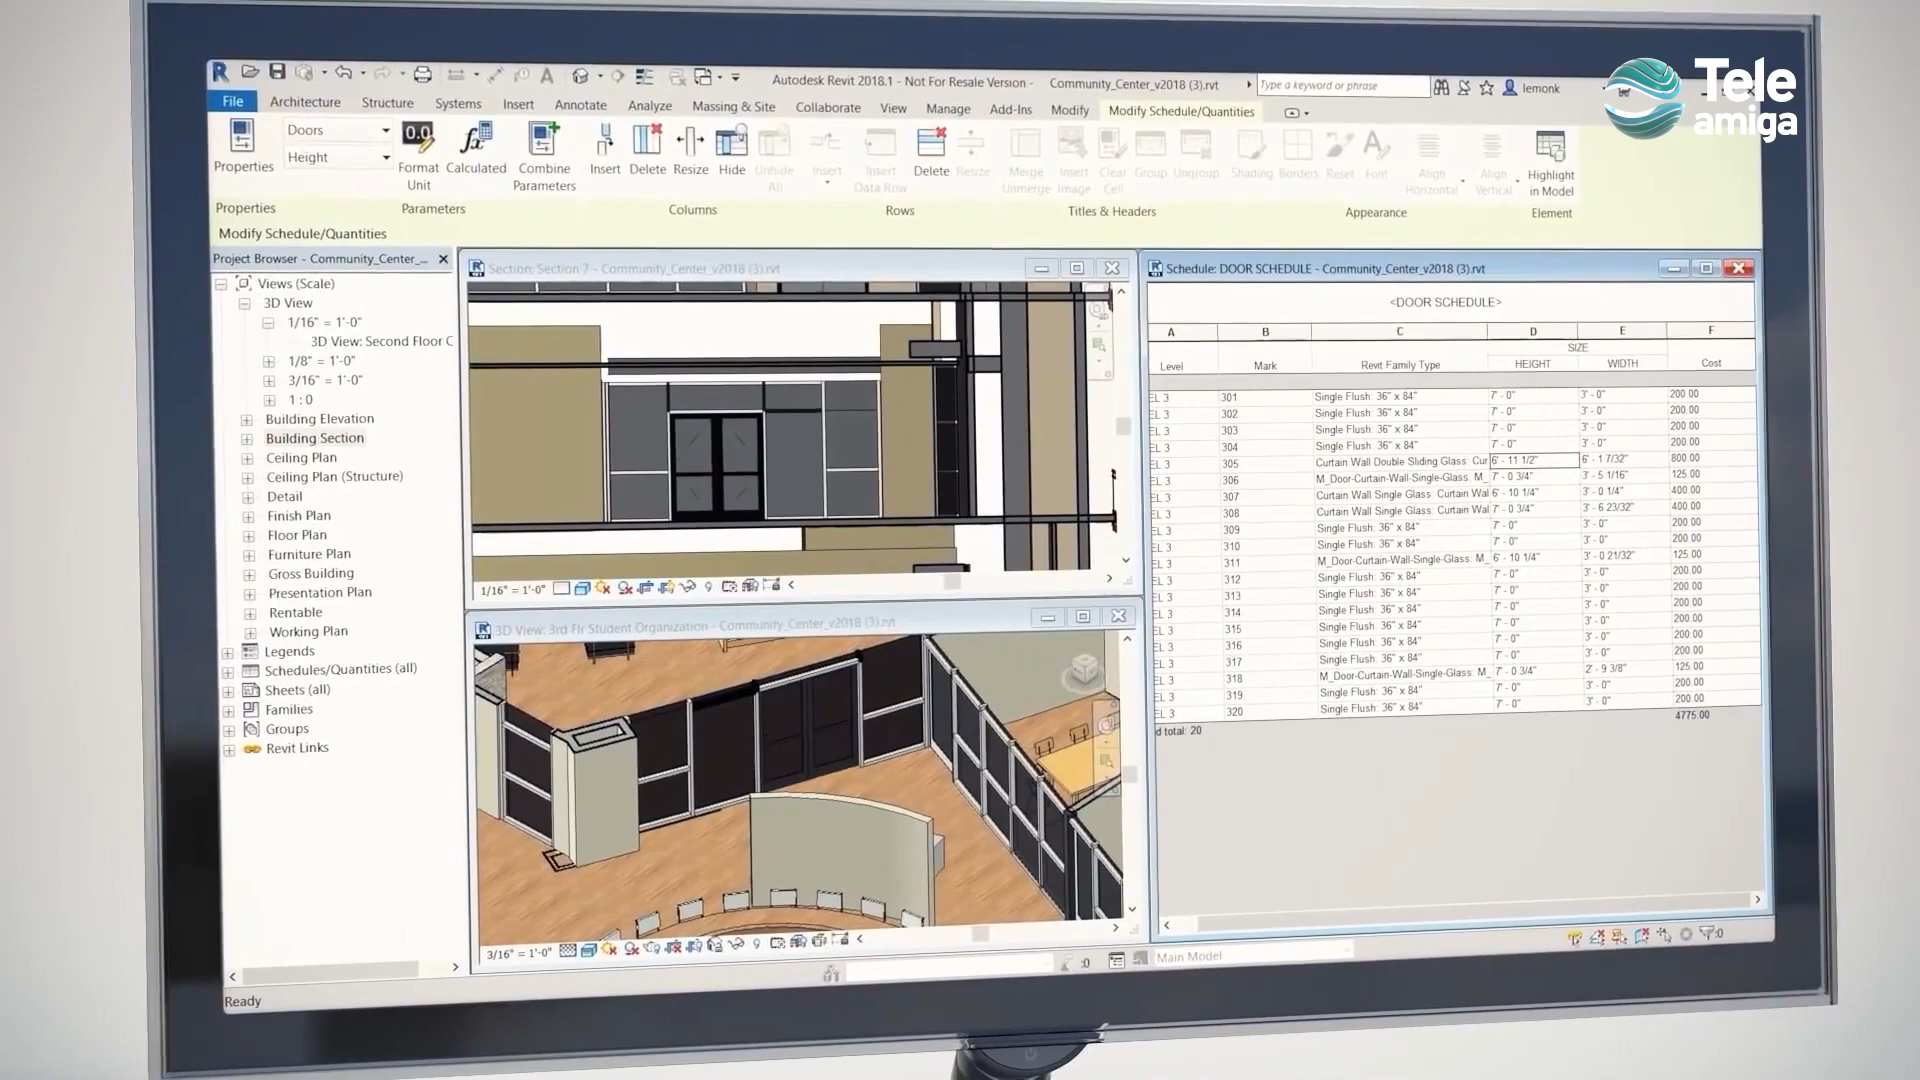 Tele
amiga
Autodesk Revit 2018.1 - Not For Resale Version - Community_Center_v2018 (3).rvt
Type a keyword or phrase
lemonk
File Architecture Structure Systems Insert Annotate Analyze Massing & Site Collaborate View Manage Add-Ins Modify Modify Schedule/Quantities
Properties
Doors
Height
Format Unit
Calculated
Combine Parameters
Insert Delete Resize Hide Unhide All
Insert Insert Data Row Delete Resize
Merge Unmerge Insert Image Clear Cell Group Ungroup
Shading Borders Reset Font Align Horizontal Align Vertical
Highlight in Model
Properties Parameters Columns Rows Titles & Headers Appearance Element
Modify Schedule/Quantities
Project Browser - Community_Center_...
Views (Scale)
3D View
1/16" = 1'-0"
3D View: Second Floor C
1/8" = 1'-0"
3/16" = 1'-0"
1 : 0
Building Elevation
Building Section
Ceiling Plan
Ceiling Plan (Structure)
Detail
Finish Plan
Floor Plan
Furniture Plan
Gross Building
Presentation Plan
Rentable
Working Plan
Legends
Schedules/Quantities (all)
Sheets (all)
Families
Groups
Revit Links
Ready
Section: Section 7 - Community_Center_v2018 (3).rvt
1/16" = 1'-0"
3D View: 3rd Flr Student Organization - Community_Center_v2018 (3).rvt
3/16" = 1'-0"
:0
Main Model
Schedule: DOOR SCHEDULE - Community_Center_v2018 (3).rvt
<DOOR SCHEDULE>
A B C D E F
SIZE
Level Mark Revit Family Type HEIGHT WIDTH Cost
EL 3 301 Single Flush: 36" x 84" 7' - 0" 3' - 0" 200.00
EL 3 302 Single Flush: 36" x 84" 7' - 0" 3' - 0" 200.00
EL 3 303 Single Flush: 36" x 84" 7' - 0" 3' - 0" 200.00
EL 3 304 Single Flush: 36" x 84" 7' - 0" 3' - 0" 200.00
EL 3 305 Curtain Wall Double Sliding Glass: Cur 6' - 11 1/2" 6' - 1 7/32" 800.00
EL 3 306 M_Door-Curtain-Wall-Single-Glass: M_ 7' - 0 3/4" 3' - 5 1/16" 125.00
EL 3 307 Curtain Wall Single Glass: Curtain Wal 6' - 10 1/4" 3' - 0 1/4" 400.00
EL 3 308 Curtain Wall Single Glass: Curtain Wal 7' - 0 3/4" 3' - 6 23/32" 400.00
EL 3 309 Single Flush: 36" x 84" 7' - 0" 3' - 0" 200.00
EL 3 310 Single Flush: 36" x 84" 7' - 0" 3' - 0" 200.00
EL 3 311 M_Door-Curtain-Wall-Single-Glass: M_ 6' - 10 1/4" 3' - 0 21/32" 125.00
EL 3 312 Single Flush: 36" x 84" 7' - 0" 3' - 0" 200.00
EL 3 313 Single Flush: 36" x 84" 7' - 0" 3' - 0" 200.00
EL 3 314 Single Flush: 36" x 84" 7' - 0" 3' - 0" 200.00
EL 3 315 Single Flush: 36" x 84" 7' - 0" 3' - 0" 200.00
EL 3 316 Single Flush: 36" x 84" 7' - 0" 3' - 0" 200.00
EL 3 317 Single Flush: 36" x 84" 7' - 0" 3' - 0" 200.00
EL 3 318 M_Door-Curtain-Wall-Single-Glass: M_ 7' - 0 3/4" 2' - 9 3/8" 125.00
EL 3 319 Single Flush: 36" x 84" 7' - 0" 3' - 0" 200.00
EL 3 320 Single Flush: 36" x 84" 7' - 0" 3' - 0" 200.00
d total: 20 4775.00
:0